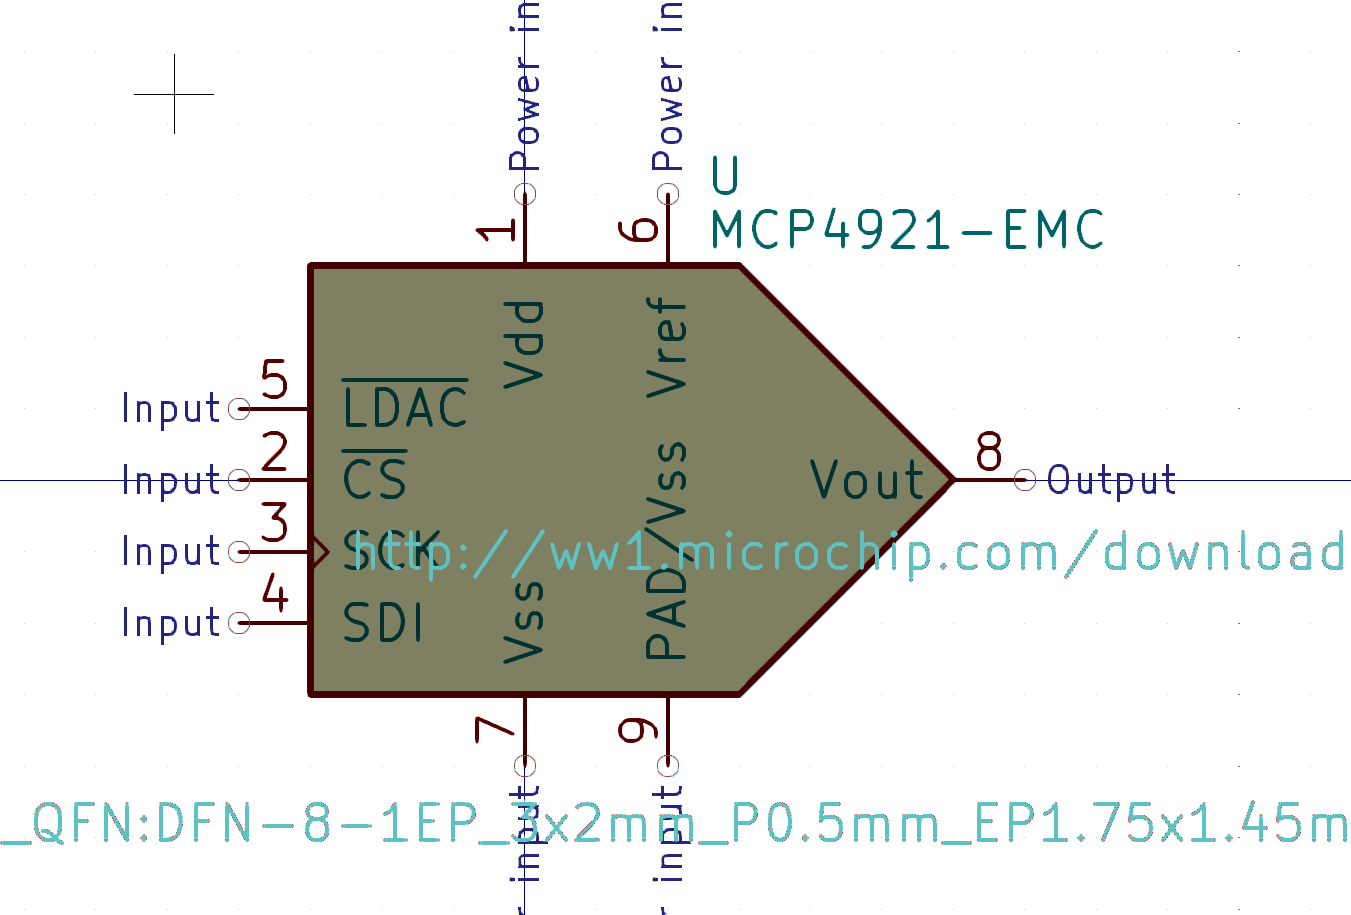 Power in
Power in
U
1
6
MCP4921-EMC
Vdd
Vref
5
Input
LDAC
2
Input
CS
8
Vout
Output
3
Input
SCK
http://ww1.microchip.com/download
4
Input
SDI
Vss
PAD/Vss
7
9
_QFN:DFN-8-1EP_3x2mm_P0.5mm_EP1.75x1.45m
r input
r input